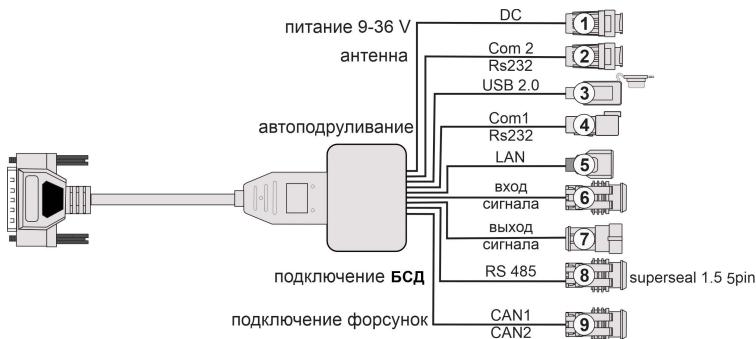 питание 9-36 V DC 1
антенна Com 2 Rs232 2
USB 2.0 3
автоподруливание Com1 Rs232 4
LAN 5
вход сигнала 6
выход сигнала 7
подключение БСД RS 485 8 superseal 1.5 5pin
подключение форсунок CAN1 CAN2 9